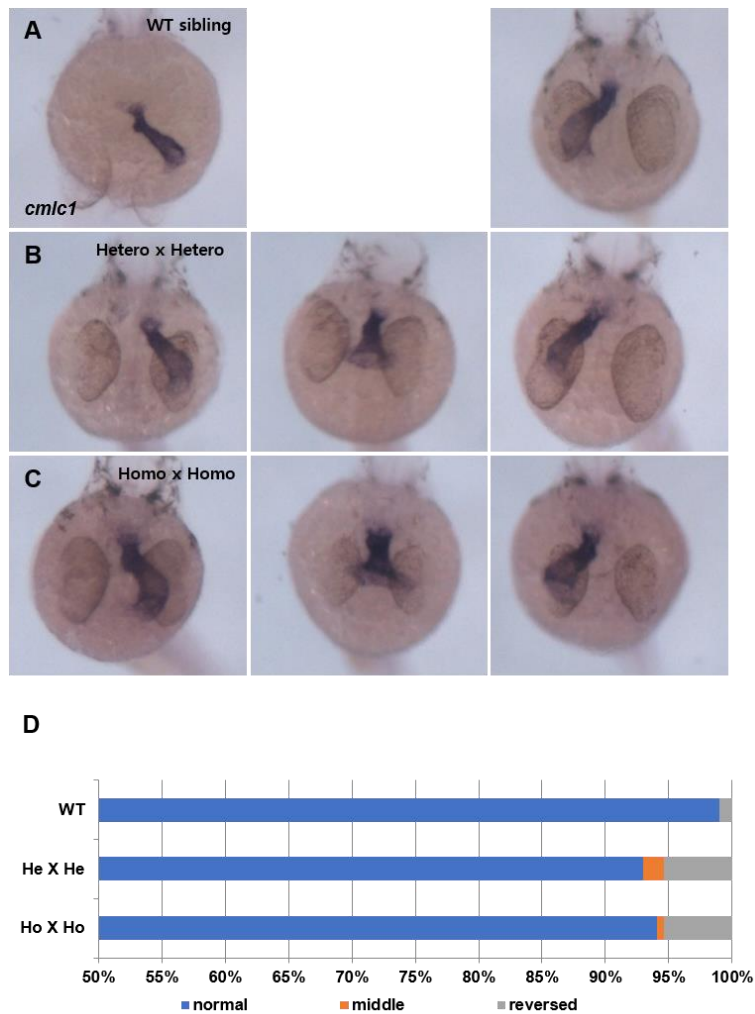 A
WT sibling
cmlc1
B
Hetero x Hetero
C
Homo x Homo
D
WT
He X He
Ho X Ho
50% 55% 60% 65% 70% 75% 80% 85% 90% 95% 100%
normal middle reversed